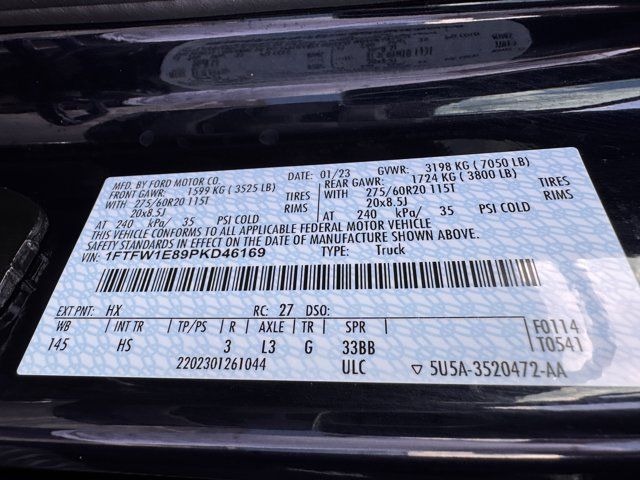 MFD. BY FORD MOTOR CO. 01/23 GVWR: 3198 KG ( 7050 LB)
FRONT GAWR: 1599 KG ( 3525 LB) REAR GAWR: 1724 KG ( 3800 LB)
WITH 275/60R20 115T TIRES WITH 275/60R20 115T TIRES
20x8.5J RIMS 20x8.5J RIMS
AT 240 kPa/ 35 PSI COLD AT 240 kPa/ 35 PSI COLD
THIS VEHICLE CONFORMS TO ALL APPLICABLE FEDERAL MOTOR VEHICLE
SAFETY STANDARDS IN EFFECT ON THE DATE OF MANUFACTURE SHOWN ABOVE.
VIN: 1FTFW1E89PKD46169 TYPE: Truck
EXT PNT: HX RC: 27 DSO:
WB INT TR TP/PS R AXLE TR SPR
145 HS 3 L3 G 33BB
F0114
T0541
2202301261044 ULC ▽ 5U5A-3520472-AA